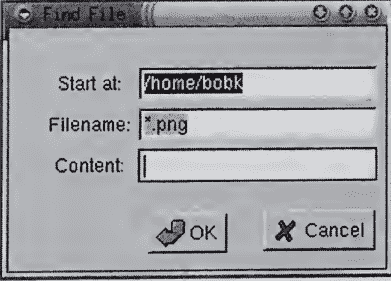 Find File
Start at: /home/bobk
Filename: *.png
Content:
OK Cancel